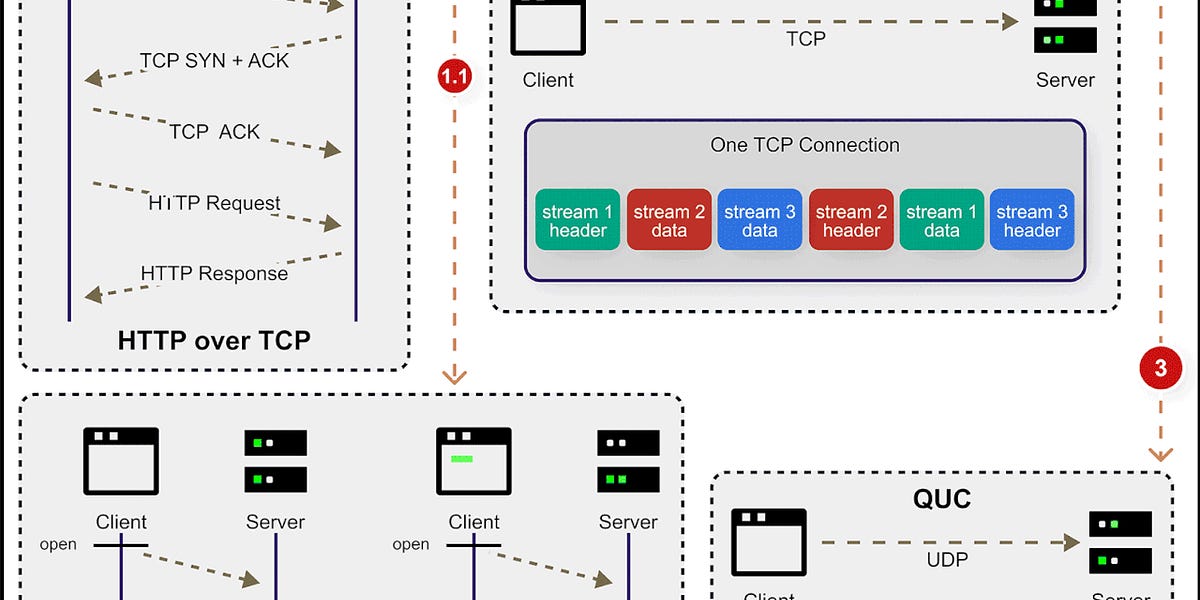 TCP SYN + ACK
TCP ACK
HTTP Request
HTTP Response
HTTP over TCP
1.1
TCP
Client
Server
One TCP Connection
stream 1
header
stream 2
data
stream 3
data
stream 2
header
stream 1
data
stream 3
header
3
Client
Server
open
Client
Server
open
QUC
UDP
Client
Server